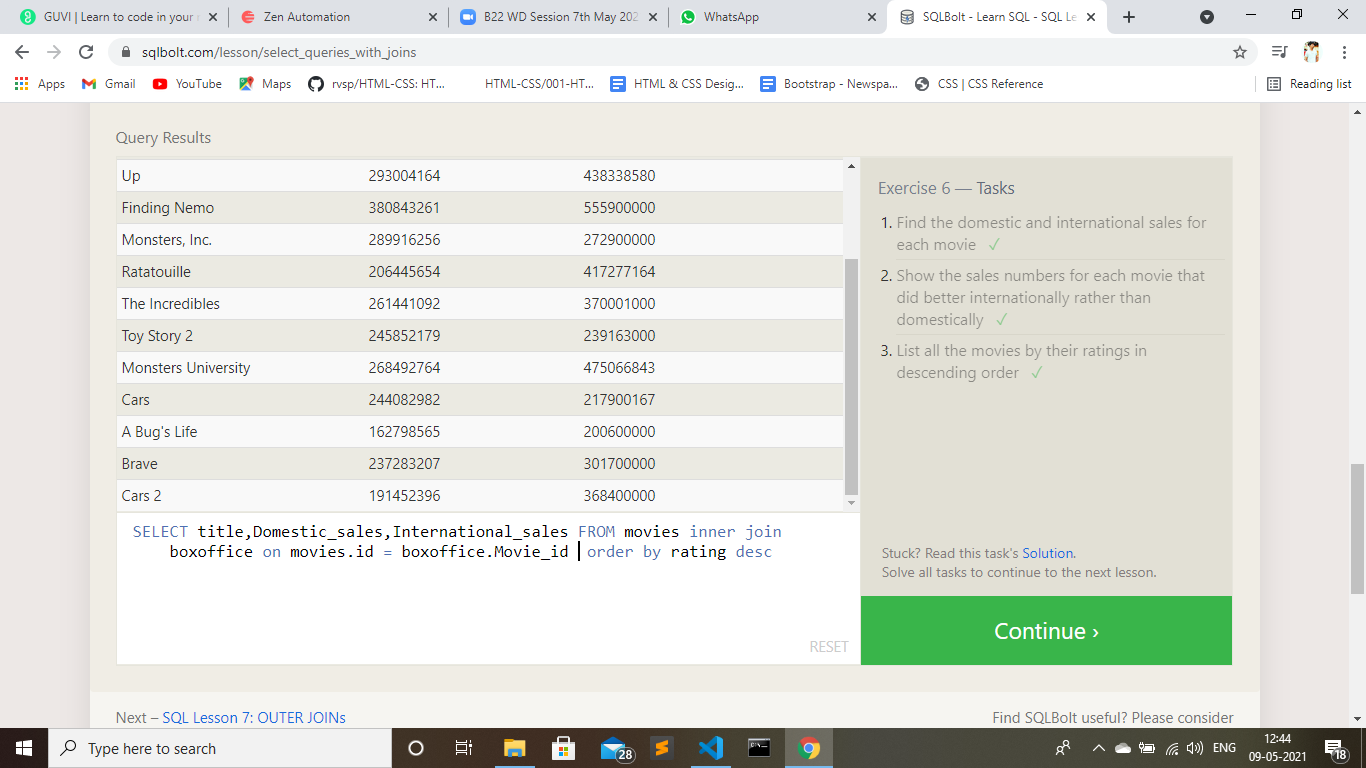 GUVI | Learn to code in your n
Zen Automation
B22 WD Session 7th May 202
WhatsApp
SQLBolt - Learn SQL - SQL Le
sqlbolt.com/lesson/select_queries_with_joins
Apps
Gmail
YouTube
Maps
rvsp/HTML-CSS: HT...
HTML-CSS/001-HT...
HTML & CSS Desig...
Bootstrap - Newspa...
CSS | CSS Reference
Reading list
Query Results
Up 293004164 438338580
Finding Nemo 380843261 555900000
Monsters, Inc. 289916256 272900000
Ratatouille 206445654 417277164
The Incredibles 261441092 370001000
Toy Story 2 245852179 239163000
Monsters University 268492764 475066843
Cars 244082982 217900167
A Bug's Life 162798565 200600000
Brave 237283207 301700000
Cars 2 191452396 368400000
SELECT title,Domestic_sales,International_sales FROM movies inner join
boxoffice on movies.id = boxoffice.Movie_id order by rating desc
RESET
Exercise 6 — Tasks
1. Find the domestic and international sales for
each movie ✓
2. Show the sales numbers for each movie that
did better internationally rather than
domestically ✓
3. List all the movies by their ratings in
descending order ✓
Stuck? Read this task's Solution.
Solve all tasks to continue to the next lesson.
Continue ›
Next – SQL Lesson 7: OUTER JOINs
Find SQLBolt useful? Please consider
Type here to search
28
ENG
12:44
09-05-2021
18